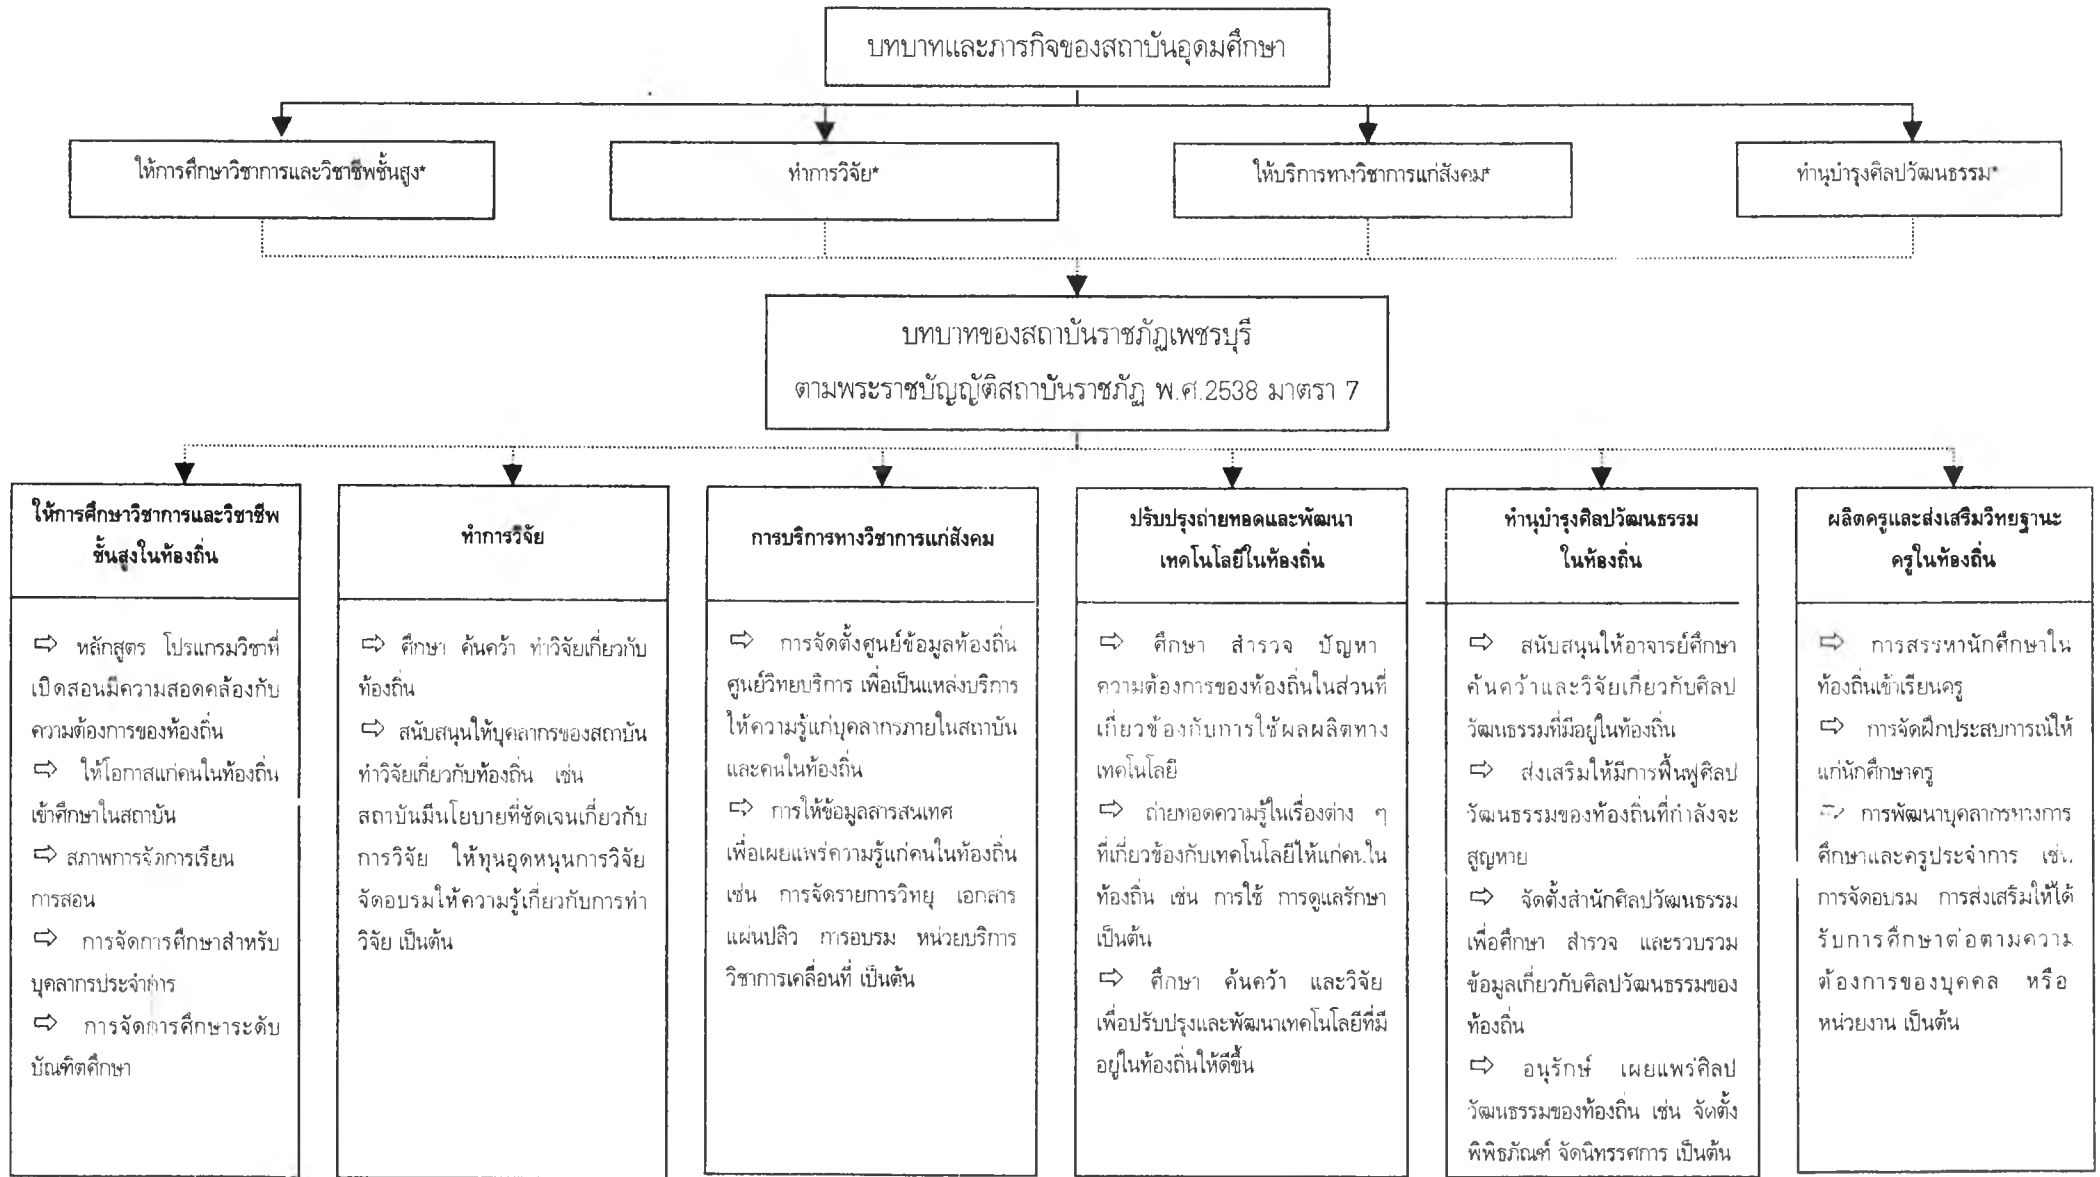 บทบาทและภารกิจของสถาบันอุดมศึกษา
ให้การศึกษาวิชาการและวิชาชีพชั้นสูง*
ทำการวิจัย*
ให้บริการทางวิชาการแก่สังคม*
ทำนุบำรุงศิลปวัฒนธรรม*
บทบาทของสถาบันราชภัฏเพชรบุรี
ตามพระราชบัญญัติสถาบันราชภัฏ พ.ศ.2538 มาตรา 7
ให้การศึกษาวิชาการและวิชาชีพ
ชั้นสูงในท้องถิ่น
⇨ หลักสูตร โปรแกรมวิชาที่
เปิดสอนมีความสอดคล้องกับ
ความต้องการของท้องถิ่น
⇨ ให้โอกาสแก่คนในท้องถิ่น
เข้าศึกษาในสถาบัน
⇨ สภาพการจัดการเรียน
การสอน
⇨ การจัดการศึกษาสำหรับ
บุคลากรประจำการ
⇨ การจัดการศึกษาระดับ
บัณฑิตศึกษา
ทำการวิจัย
⇨ ศึกษา ค้นคว้า ทำวิจัยเกี่ยวกับ
ท้องถิ่น
⇨ สนับสนุนให้บุคลากรของสถาบัน
ทำวิจัยเกี่ยวกับท้องถิ่น เช่น
สถาบันมีนโยบายที่ชัดเจนเกี่ยวกับ
การวิจัย ให้ทุนอุดหนุนการวิจัย
จัดอบรมให้ความรู้เกี่ยวกับการทำ
วิจัย เป็นต้น
การบริการทางวิชาการแก่สังคม
⇨ การจัดตั้งศูนย์ข้อมูลท้องถิ่น
ศูนย์วิทยบริการ เพื่อเป็นแหล่งบริการ
ให้ความรู้แก่บุคลากรภายในสถาบัน
และคนในท้องถิ่น
⇨ การให้ข้อมูลสารสนเทศ
เพื่อเผยแพร่ความรู้แก่คนในท้องถิ่น
เช่น การจัดรายการวิทยุ เอกสาร
แผ่นปลิว การอบรม หน่วยบริการ
วิชาการเคลื่อนที่ เป็นต้น
ปรับปรุงถ่ายทอดและพัฒนา
เทคโนโลยีในท้องถิ่น
⇨ ศึกษา สำรวจ ปัญหา
ความต้องการของท้องถิ่นในส่วนที่
เกี่ยวข้องกับการใช้ผลผลิตทาง
เทคโนโลยี
⇨ ถ่ายทอดความรู้ในเรื่องต่าง ๆ
ที่เกี่ยวข้องกับเทคโนโลยีให้แก่คนใน
ท้องถิ่น เช่น การใช้ การดูแลรักษา
เป็นต้น
⇨ ศึกษา ค้นคว้า และวิจัย
เพื่อปรับปรุงและพัฒนาเทคโนโลยีที่มี
อยู่ในท้องถิ่นให้ดีขึ้น
ทำนุบำรุงศิลปวัฒนธรรม
ในท้องถิ่น
⇨ สนับสนุนให้อาจารย์ศึกษา
ค้นคว้าและวิจัยเกี่ยวกับศิลป
วัฒนธรรมที่มีอยู่ในท้องถิ่น
⇨ ส่งเสริมให้มีการฟื้นฟูศิลป
วัฒนธรรมของท้องถิ่นที่กำลังจะ
สูญหาย
⇨ จัดตั้งสำนักศิลปวัฒนธรรม
เพื่อศึกษา สำรวจ และรวบรวม
ข้อมูลเกี่ยวกับศิลปวัฒนธรรมของ
ท้องถิ่น
⇨ อนุรักษ์ เผยแพร่ศิลป
วัฒนธรรมของท้องถิ่น เช่น จัดตั้ง
พิพิธภัณฑ์ จัดนิทรรศการ เป็นต้น
ผลิตครูและส่งเสริมวิทยฐานะ
ครูในท้องถิ่น
⇨ การสรรหานักศึกษาใน
ท้องถิ่นเข้าเรียนครู
⇨ การจัดฝึกประสบการณ์ให้
แก่นักศึกษาครู
⇨ การพัฒนาบุคลากรทางการ
ศึกษาและครูประจำการ เช่น
การจัดอบรม การส่งเสริมให้ได้
รับการศึกษาต่อตามความ
ต้องการของบุคคล หรือ
หน่วยงาน เป็นต้น